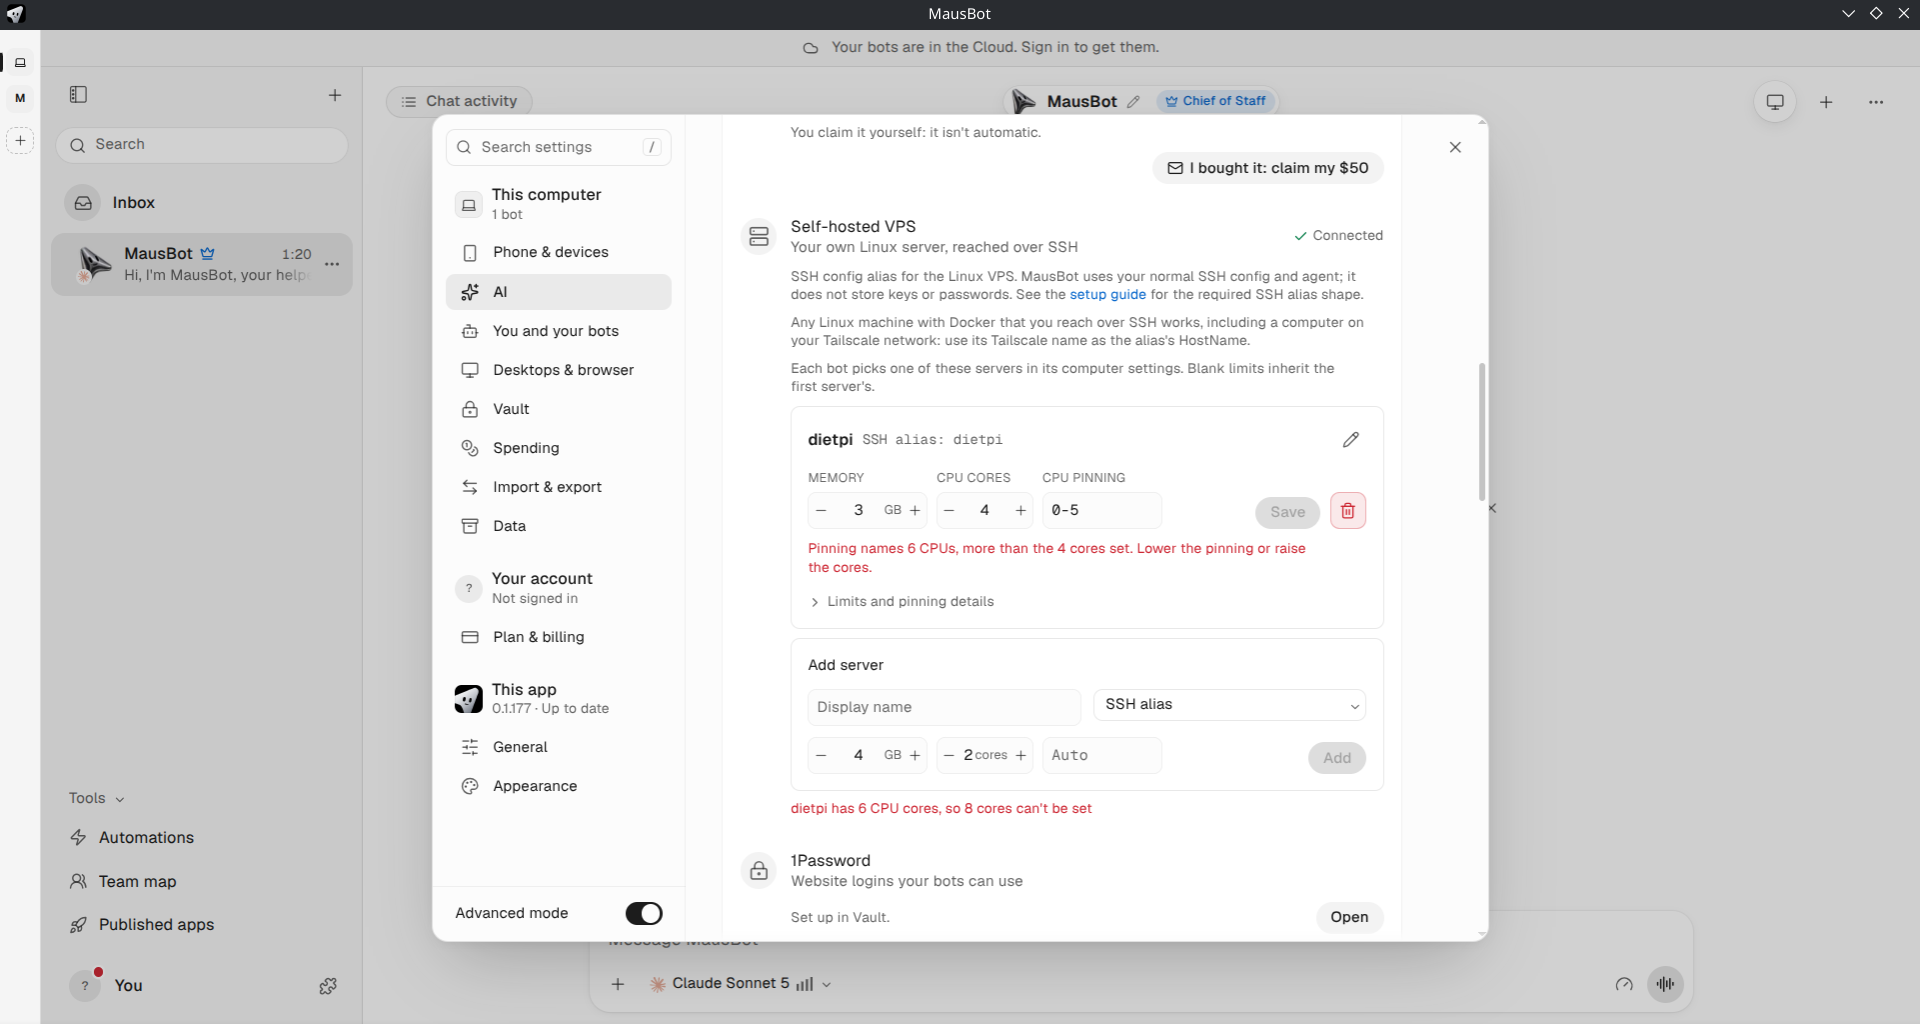 MausBot
Your bots are in the Cloud. Sign in to get them.
M
Search
Inbox
MausBot 1:20
Hi, I'm MausBot, your help
Tools
Automations
Team map
Published apps
? You
Chat activity
MausBot Chief of Staff
Search settings /
This computer
1 bot
Phone & devices
AI
You and your bots
Desktops & browser
Vault
Spending
Import & export
Data
? Your account
Not signed in
Plan & billing
This app
0.1.177 · Up to date
General
Appearance
Advanced mode
You claim it yourself: it isn't automatic.
I bought it: claim my $50
Self-hosted VPS
Your own Linux server, reached over SSH
Connected
SSH config alias for the Linux VPS. MausBot uses your normal SSH config and agent; it
does not store keys or passwords. See the setup guide for the required SSH alias shape.
Any Linux machine with Docker that you reach over SSH works, including a computer on
your Tailscale network: use its Tailscale name as the alias's HostName.
Each bot picks one of these servers in its computer settings. Blank limits inherit the
first server's.
dietpi SSH alias: dietpi
MEMORY CPU CORES CPU PINNING
− 3 GB + − 4 + 0-5 Save
Pinning names 6 CPUs, more than the 4 cores set. Lower the pinning or raise
the cores.
Limits and pinning details
Add server
Display name SSH alias
− 4 GB + − 2 cores + Auto Add
dietpi has 6 CPU cores, so 8 cores can't be set
1Password
Website logins your bots can use
Set up in Vault. Open
Message MausBot
Claude Sonnet 5